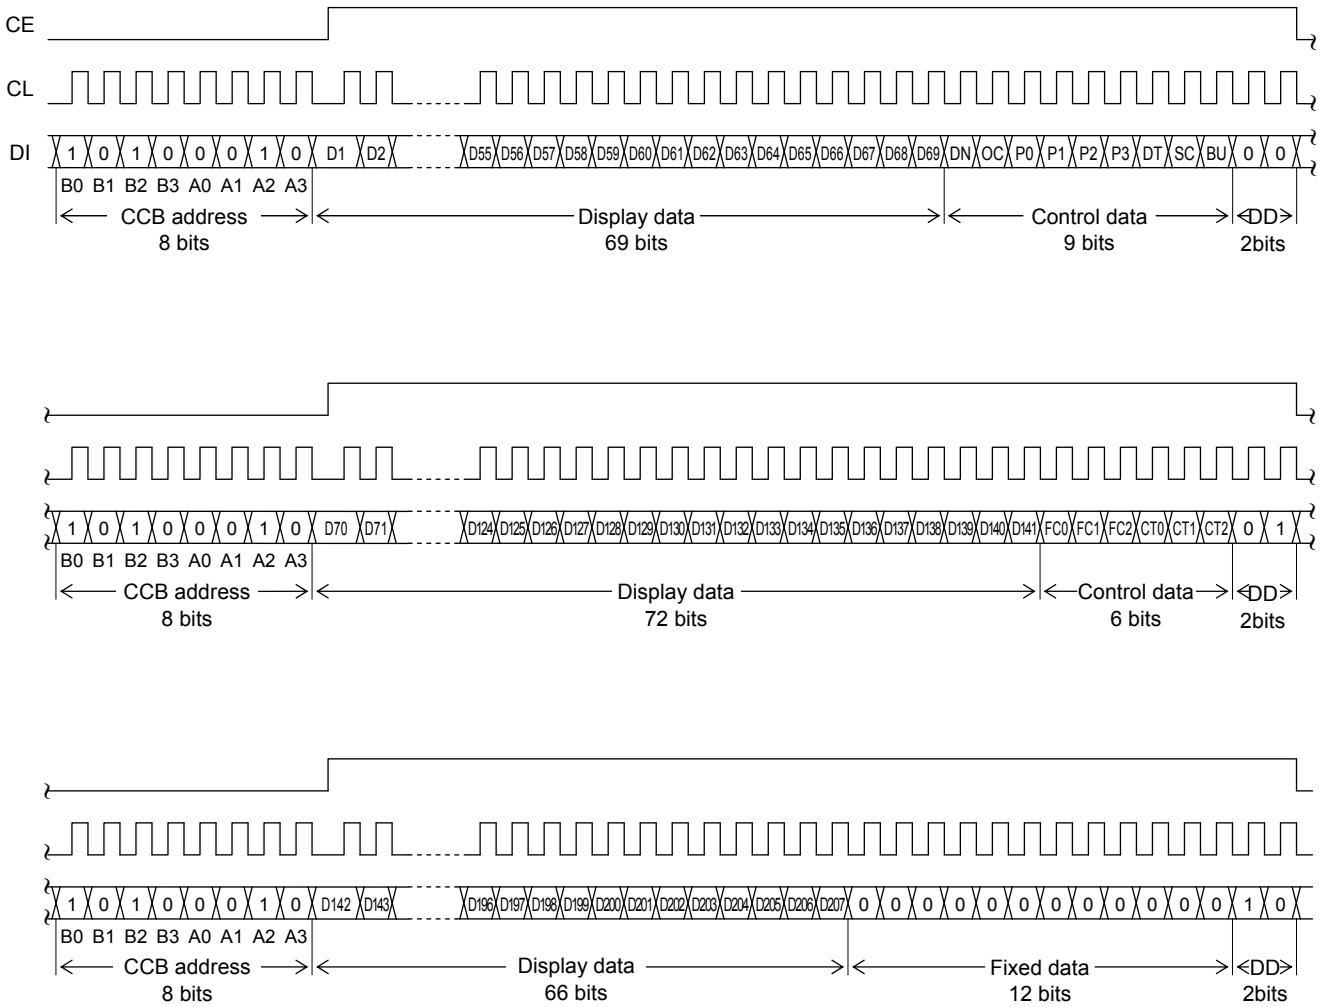 CE
CL
DI 1 0 1 0 0 0 1 0 D1 D2 D55 D56 D57 D58 D59 D60 D61 D62 D63 D64 D65 D66 D67 D68 D69 DN OC P0 P1 P2 P3 DT SC BU 0 0
B0 B1 B2 B3 A0 A1 A2 A3
CCB address Display data Control data DD
8 bits 69 bits 9 bits 2bits
1 0 1 0 0 0 1 0 D70 D71 D124 D125 D126 D127 D128 D129 D130 D131 D132 D133 D134 D135 D136 D137 D138 D139 D140 D141 FC0 FC1 FC2 CT0 CT1 CT2 0 1
B0 B1 B2 B3 A0 A1 A2 A3
CCB address Display data Control data DD
8 bits 72 bits 6 bits 2bits
1 0 1 0 0 0 1 0 D142 D143 D196 D197 D198 D199 D200 D201 D202 D203 D204 D205 D206 D207 0 0 0 0 0 0 0 0 0 0 0 0 1 0
B0 B1 B2 B3 A0 A1 A2 A3
CCB address Display data Fixed data DD
8 bits 66 bits 12 bits 2bits